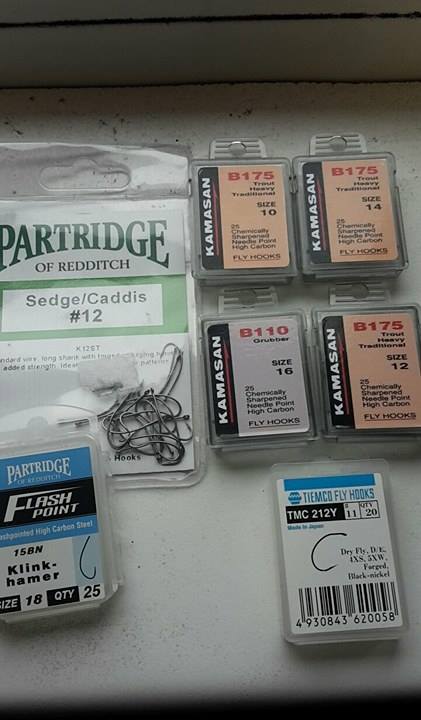 PARTRIDGE
OF REDDITCH
Sedge/Caddis
#12
K12ST
Hooks
KAMASAN
B175
Trout
Heavy
Traditional
SIZE
10
25
Chemically
Sharpened
Needle Point
High Carbon
FLY HOOKS
KAMASAN
B175
Trout
Heavy
Traditional
SIZE
14
25
Chemically
Sharpened
Needle Point
High Carbon
FLY HOOKS
KAMASAN
B110
Grubber
SIZE
16
25
Chemically
Sharpened
Needle Point
High Carbon
FLY HOOKS
KAMASAN
B175
Trout
Heavy
Traditional
SIZE
12
25
Chemically
Sharpened
Needle Point
High Carbon
FLY HOOKS
PARTRIDGE
OF REDDITCH
FLASH
POINT
High Carbon Steel
15BN
Klink-
hamer
SIZE 18 QTY 25
TIEMCO FLY HOOKS
TMC 212Y 11 QTY 20
Made in Japan
Dry Fly, D/E,
4XS, 5XW,
Forged,
Black-nickel
4 930843 620058